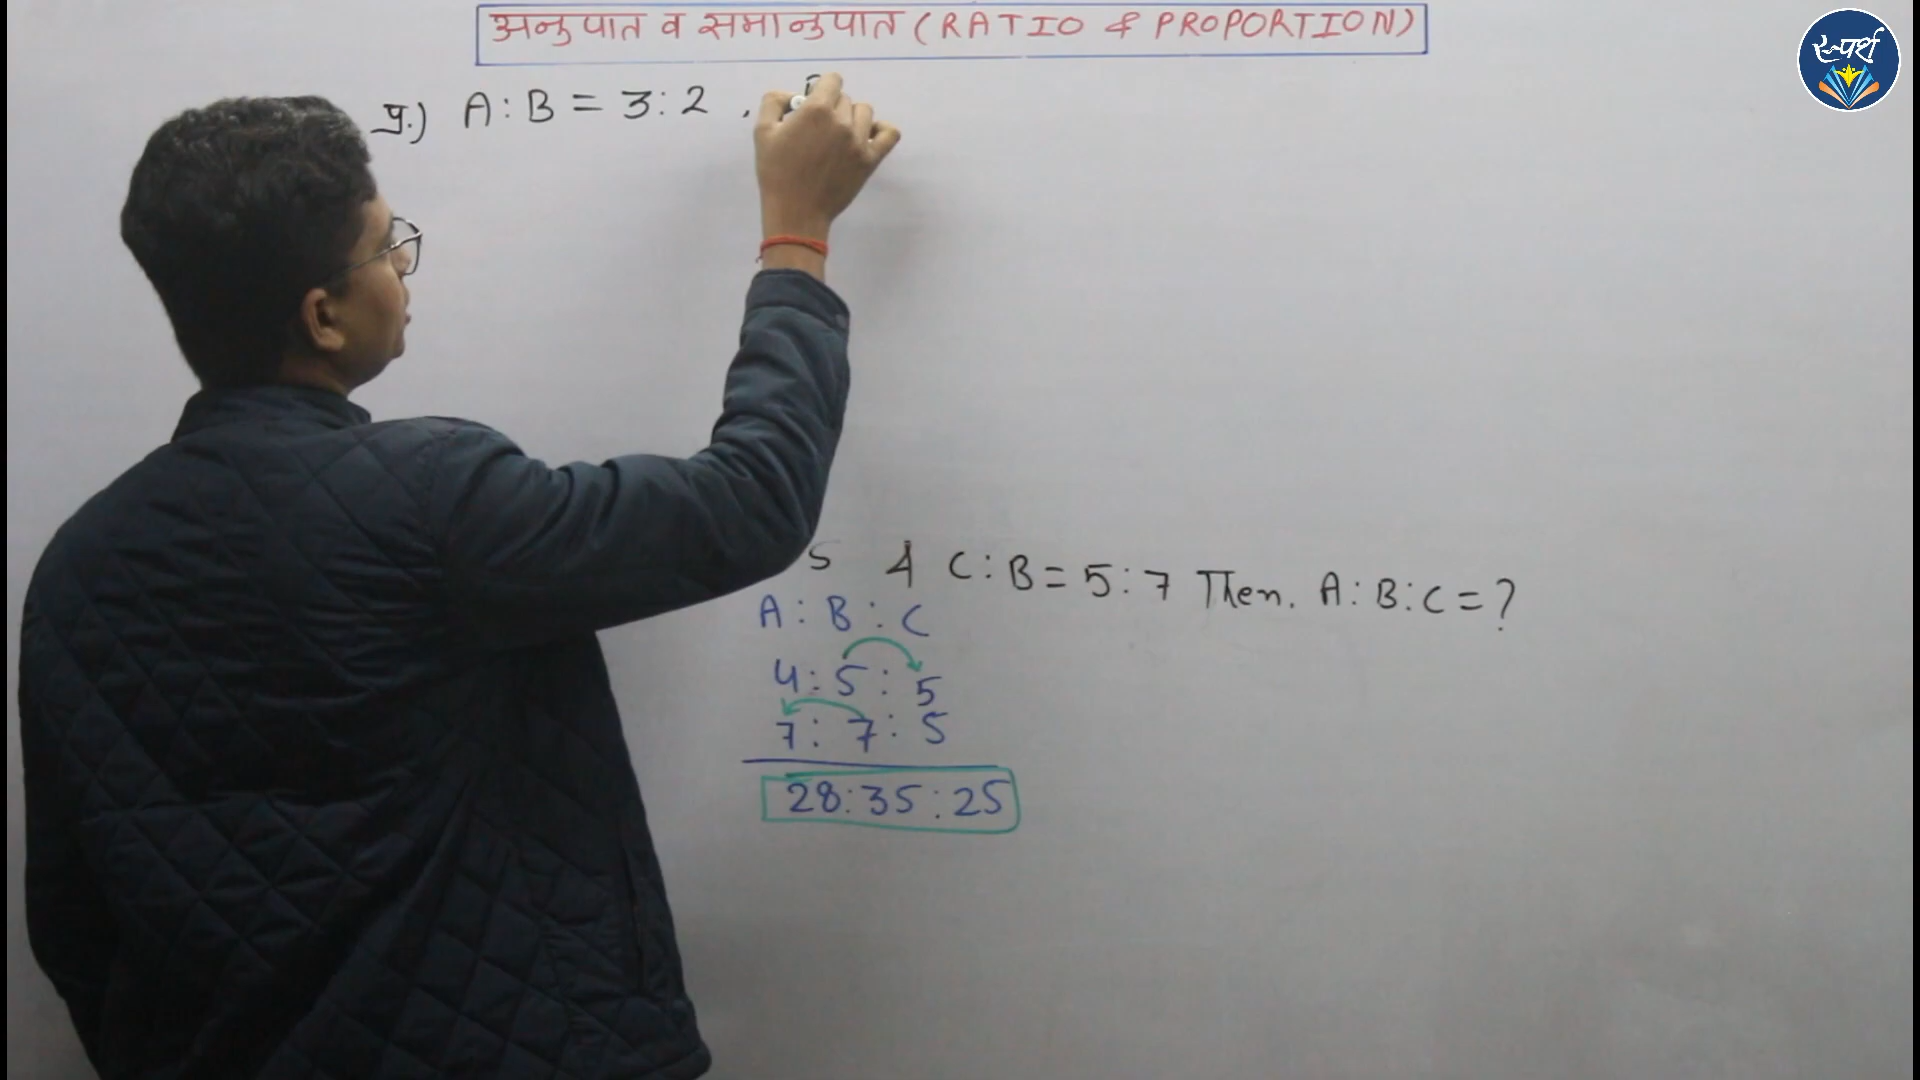 अनुपात व समानुपात (RATIO & PROPORTION)
स्पर्श
प्र.) A:B = 3:2 ,
5 & C:B = 5:7 Then. A:B:C = ?
A : B : C
4 : 5 : 5
7 : 7 : 5
28:35:25